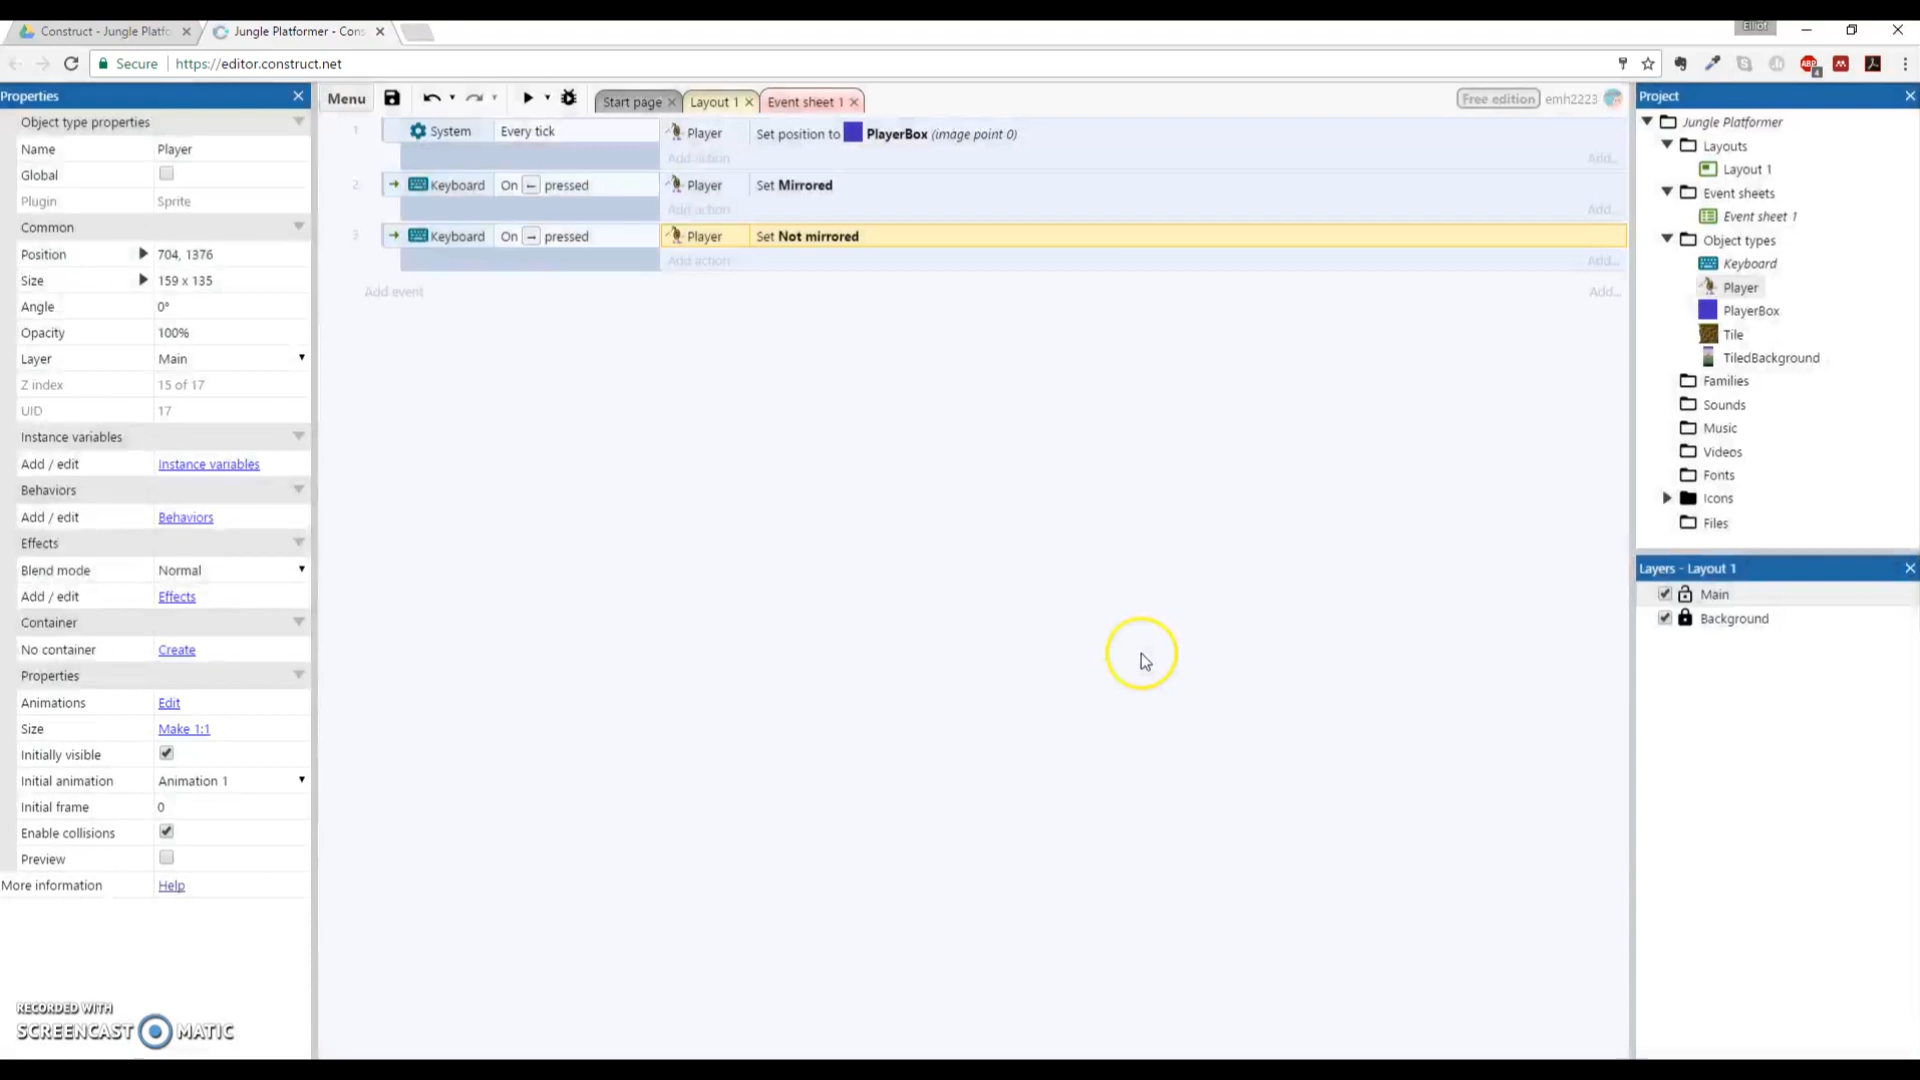 Elliot
Construct - Jungle Platfo
Jungle Platformer - Cons
Secure
https://editor.construct.net
ABP
4
Properties
Object type properties
Name Player
Global
Plugin Sprite
Common
Position 704, 1376
Size 159 x 135
Angle 0°
Opacity 100%
Layer Main
Z index 15 of 17
UID 17
Instance variables
Add / edit Instance variables
Behaviors
Add / edit Behaviors
Effects
Blend mode Normal
Add / edit Effects
Container
No container Create
Properties
Animations Edit
Size Make 1:1
Initially visible
Initial animation Animation 1
Initial frame 0
Enable collisions
Preview
More information Help
RECORDED WITH
SCREENCAST MATIC
Menu
Start page
Layout 1
Event sheet 1
Free edition
emh2223
1 System Every tick Player Set position to PlayerBox (image point 0)
Add action Add...
2 Keyboard On ← pressed Player Set Mirrored
Add action Add...
3 Keyboard On → pressed Player Set Not mirrored
Add action Add...
Add event Add...
Project
Jungle Platformer
Layouts
Layout 1
Event sheets
Event sheet 1
Object types
Keyboard
Player
PlayerBox
Tile
TiledBackground
Families
Sounds
Music
Videos
Fonts
Icons
Files
Layers - Layout 1
Main
Background